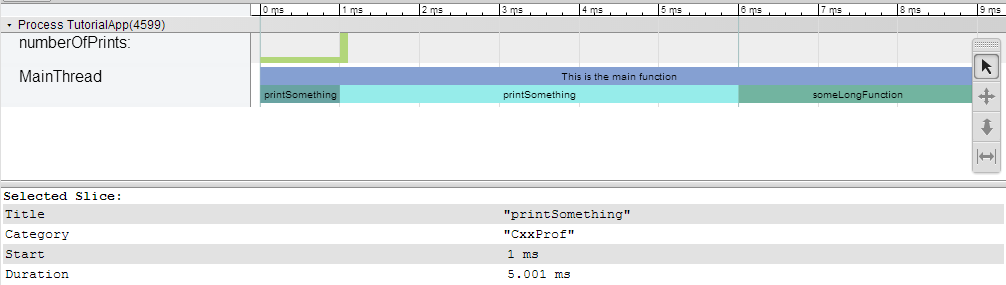 0 ms 1 ms 2 ms 3 ms 4 ms 5 ms 6 ms 7 ms 8 ms 9 ms
Process TutorialApp(4599)
numberOfPrints:
MainThread This is the main function
printSomething printSomething someLongFunction
Selected Slice:
Title "printSomething"
Category "CxxProf"
Start 1 ms
Duration 5.001 ms